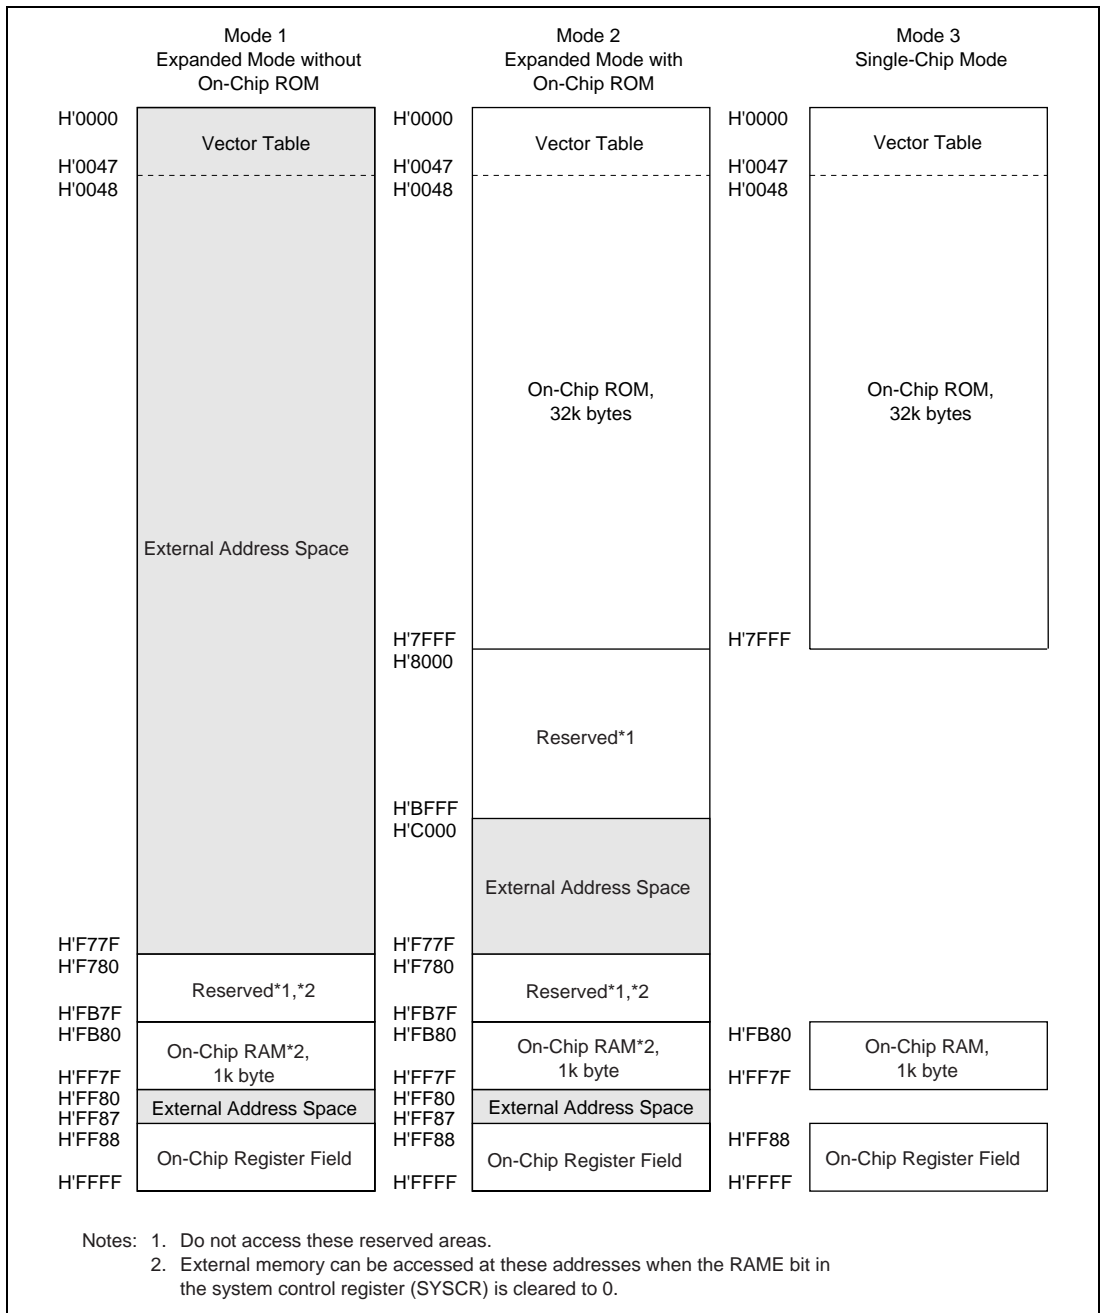 Mode 1
Expanded Mode without
On-Chip ROM
H'0000
Vector Table
H'0047
H'0048
External Address Space
H'F77F
H'F780
Reserved*1,*2
H'FB7F
H'FB80
On-Chip RAM*2,
1k byte
H'FF7F
H'FF80
External Address Space
H'FF87
H'FF88
On-Chip Register Field
H'FFFF
Mode 2
Expanded Mode with
On-Chip ROM
H'0000
Vector Table
H'0047
H'0048
On-Chip ROM,
32k bytes
H'7FFF
H'8000
Reserved*1
H'BFFF
H'C000
External Address Space
H'F77F
H'F780
Reserved*1,*2
H'FB7F
H'FB80
On-Chip RAM*2,
1k byte
H'FF7F
H'FF80
External Address Space
H'FF87
H'FF88
On-Chip Register Field
H'FFFF
Mode 3
Single-Chip Mode
H'0000
Vector Table
H'0047
H'0048
On-Chip ROM,
32k bytes
H'7FFF
H'FB80
On-Chip RAM,
1k byte
H'FF7F
H'FF88
On-Chip Register Field
H'FFFF
Notes: 1. Do not access these reserved areas.
2. External memory can be accessed at these addresses when the RAME bit in
the system control register (SYSCR) is cleared to 0.